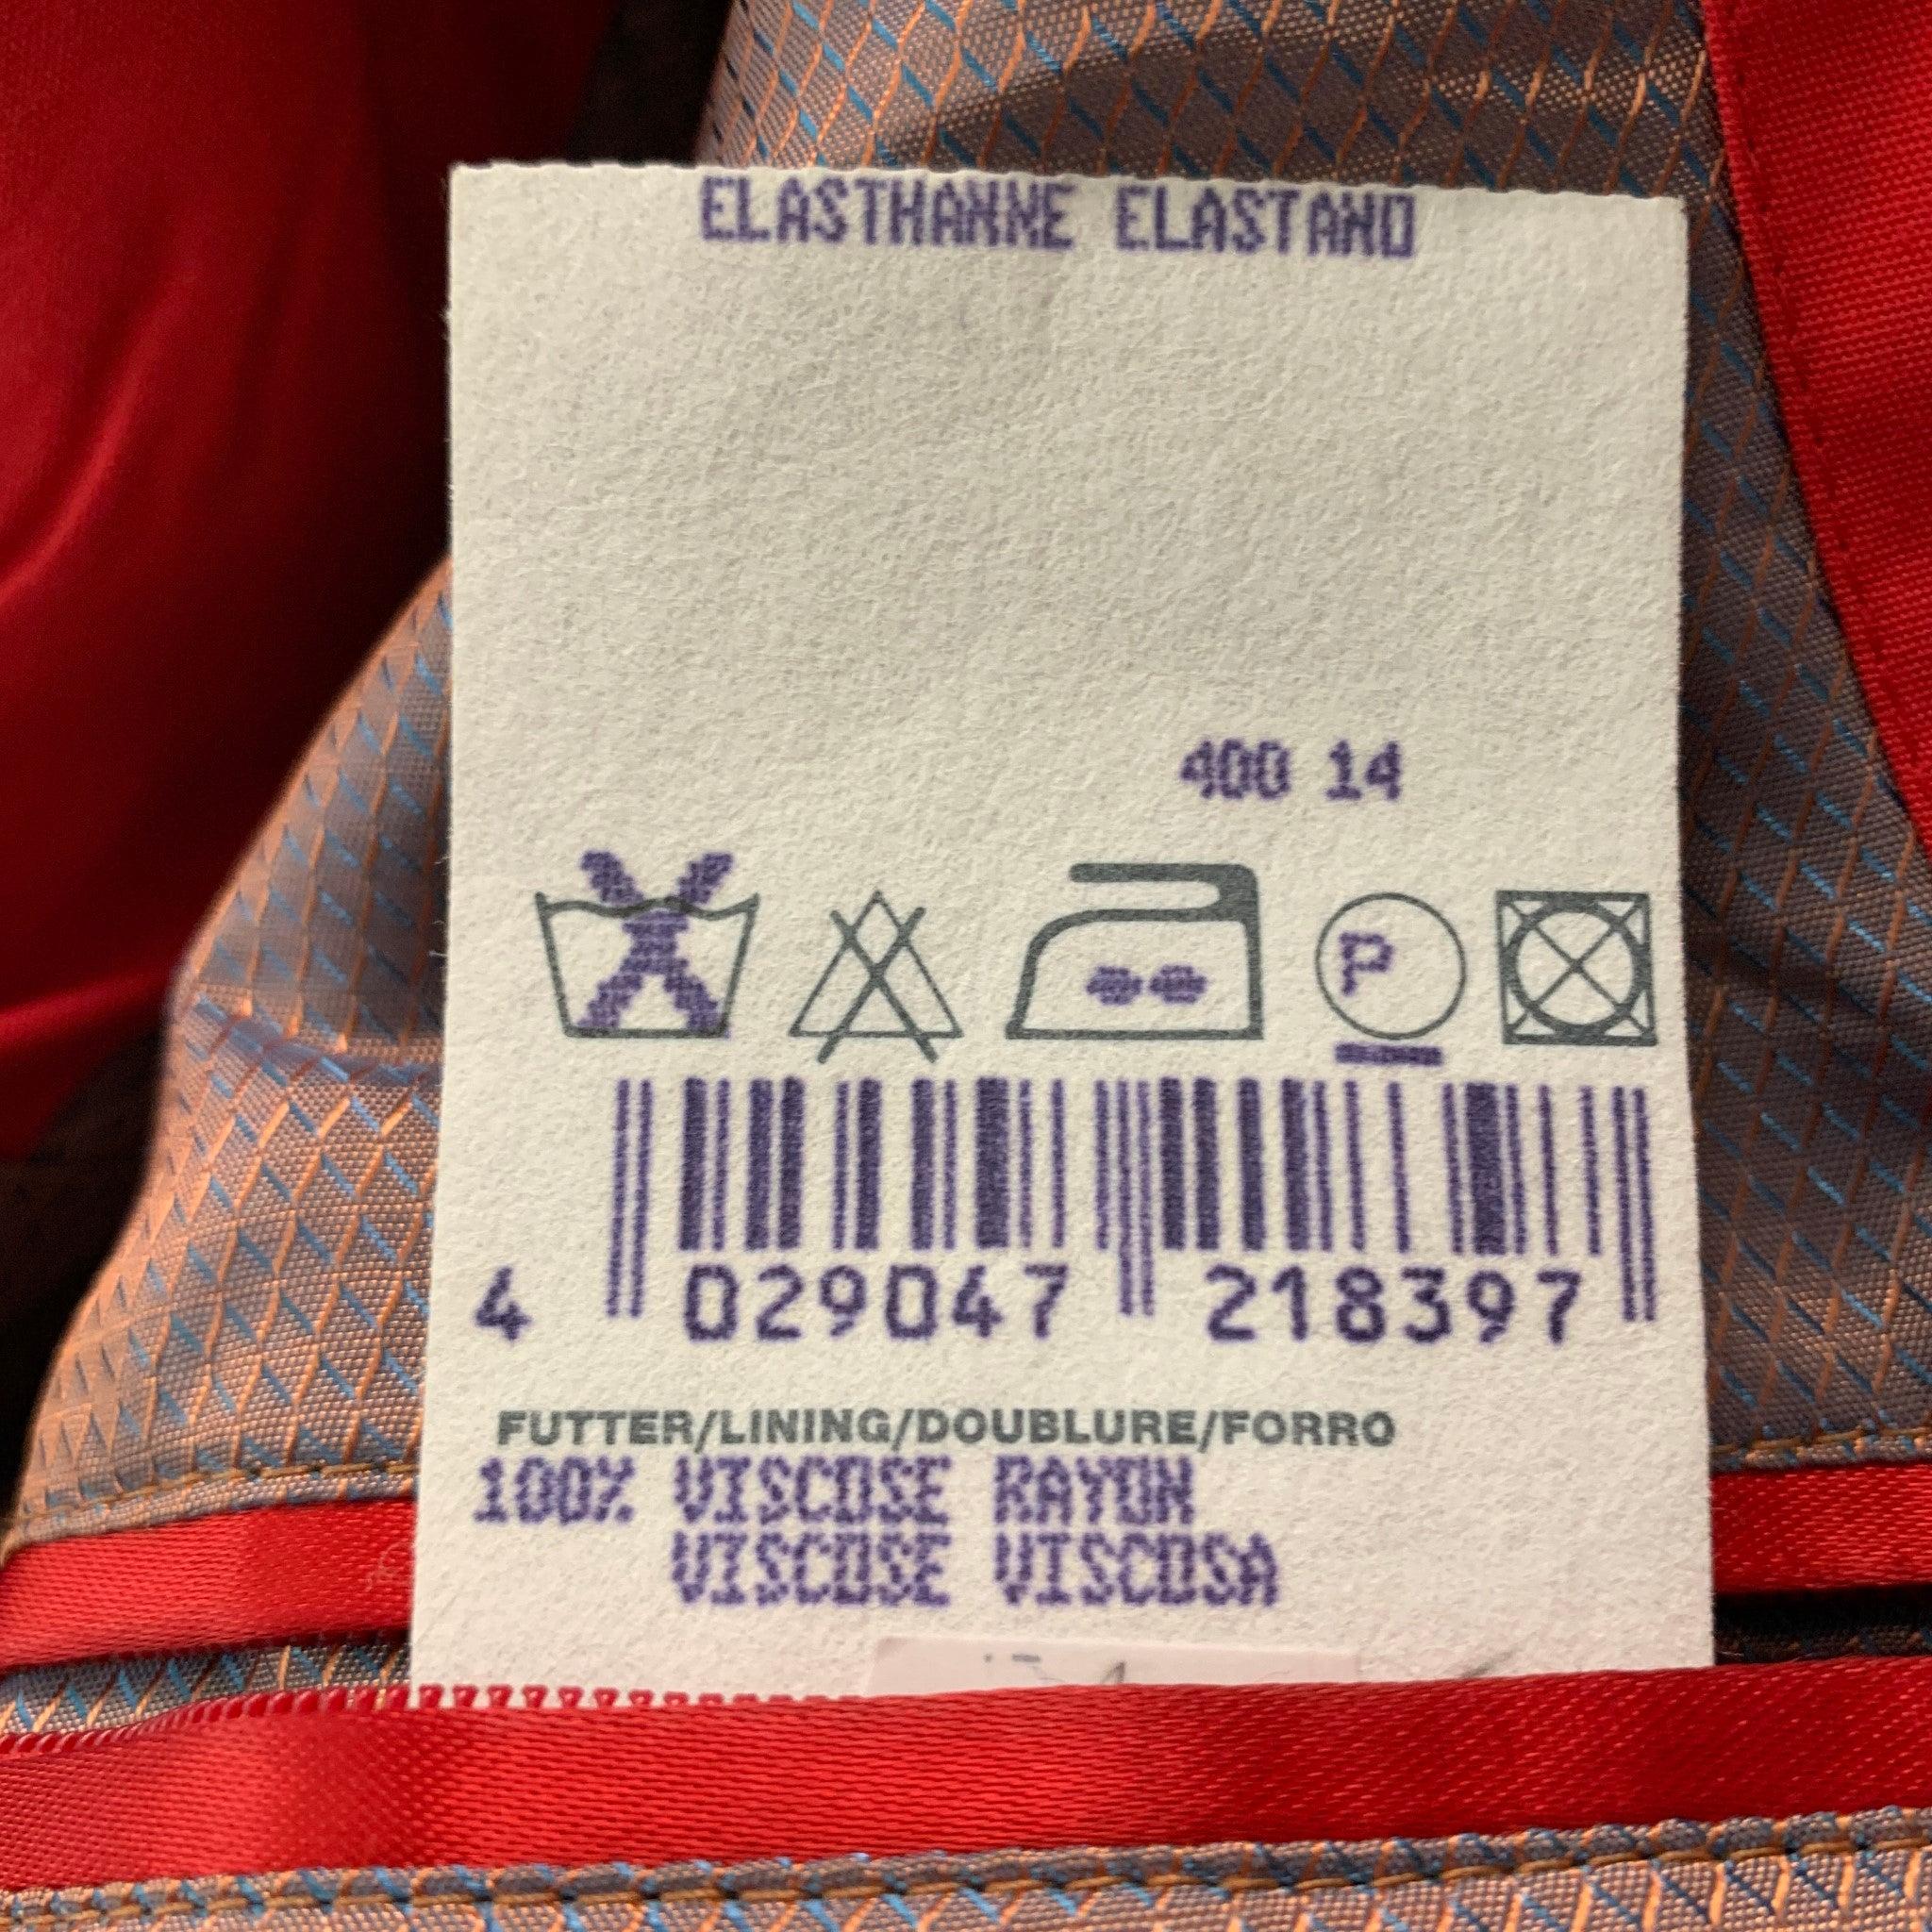 ELASTHANNE ELASTANO
400 14
P
4 029047 218397
FUTTER/LINING/DOUBLURE/FORRO
100% VISCOSE RAYON
VISCOSE VISCOSA